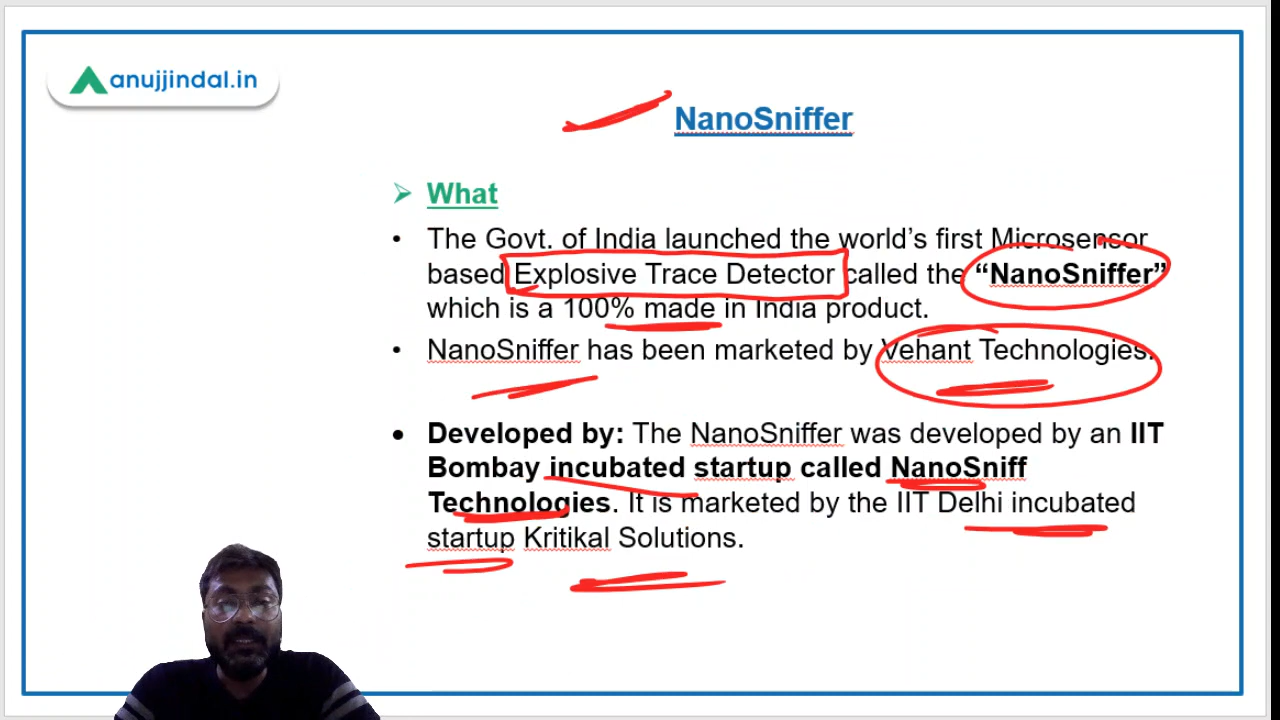 anujjindal.in
NanoSniffer
What
The Govt. of India launched the world's first Microsensor
based Explosive Trace Detector called the “NanoSniffer”
which is a 100% made in India product.
NanoSniffer has been marketed by Vehant Technologies.
Developed by: The NanoSniffer was developed by an IIT
Bombay incubated startup called NanoSniff
Technologies. It is marketed by the IIT Delhi incubated
startup Kritikal Solutions.